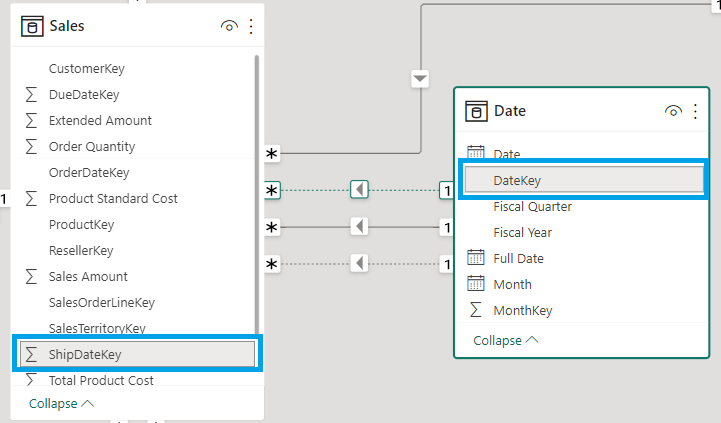 Sales
CustomerKey
DueDateKey
Extended Amount
Order Quantity
OrderDateKey
Product Standard Cost
ProductKey
ResellerKey
Sales Amount
SalesOrderLineKey
SalesTerritoryKey
ShipDateKey
Total Product Cost
Collapse
1
*
*
*
*
1
1
1
1
Date
Date
DateKey
Fiscal Quarter
Fiscal Year
Full Date
Month
MonthKey
Collapse